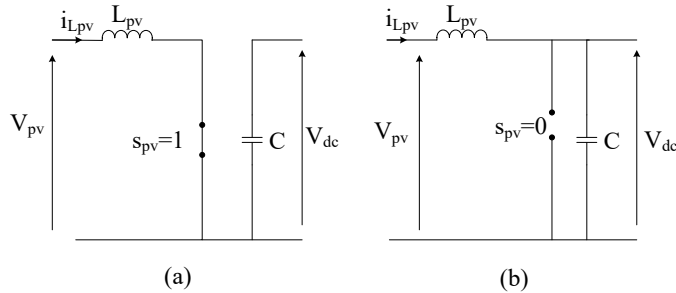 i_Lpv
L_pv
V_pv
s_pv=1
C
V_dc
(a)
i_Lpv
L_pv
V_pv
s_pv=0
C
V_dc
(b)